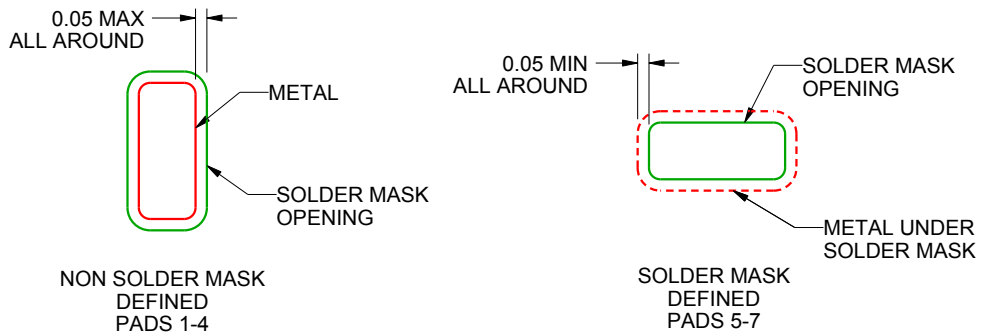 0.05 MAX
ALL AROUND
METAL
SOLDER MASK
OPENING
NON SOLDER MASK
DEFINED
PADS 1-4
0.05 MIN
ALL AROUND
SOLDER MASK
OPENING
METAL UNDER
SOLDER MASK
SOLDER MASK
DEFINED
PADS 5-7